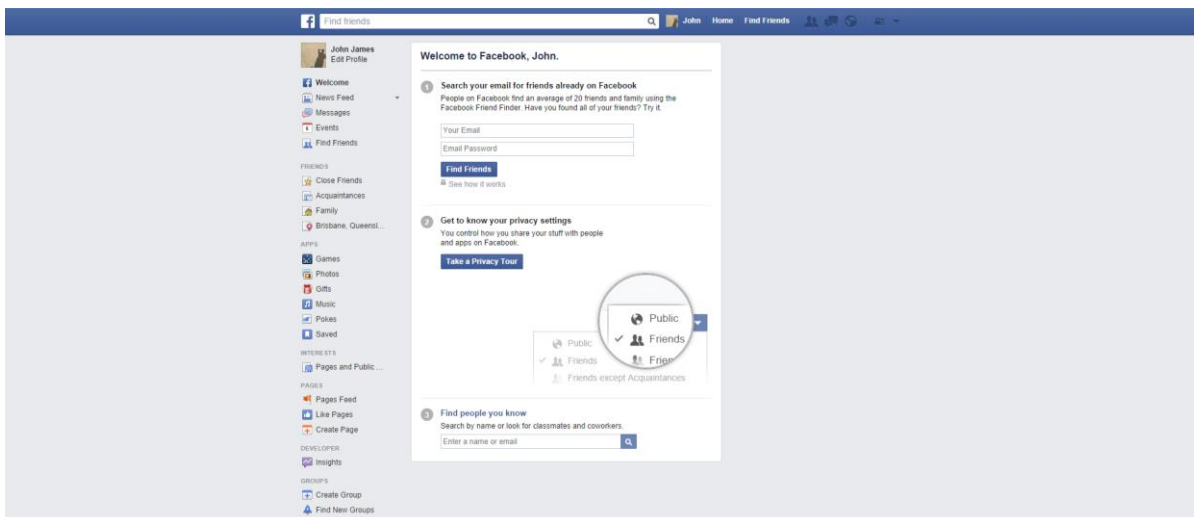 f
Find friends
John Home Find Friends
John James
Edit Profile
Welcome
News Feed
Messages
Events
Find Friends
FRIENDS
Close Friends
Acquaintances
Family
Brisbane, Queensl...
APPS
Games
Photos
Gifts
Music
Pokes
Saved
INTERESTS
Pages and Public ...
PAGES
Pages Feed
Like Pages
Create Page
DEVELOPER
Insights
GROUPS
Create Group
Find New Groups
Welcome to Facebook, John.
1 Search your email for friends already on Facebook
People on Facebook find an average of 20 friends and family using the
Facebook Friend Finder. Have you found all of your friends? Try it.
Your Email
Email Password
Find Friends
See how it works
2 Get to know your privacy settings
You control how you share your stuff with people
and apps on Facebook.
Take a Privacy Tour
Public
Friends
Frien
Public
Friends
Friends except Acquaintances
3 Find people you know
Search by name or look for classmates and coworkers.
Enter a name or email